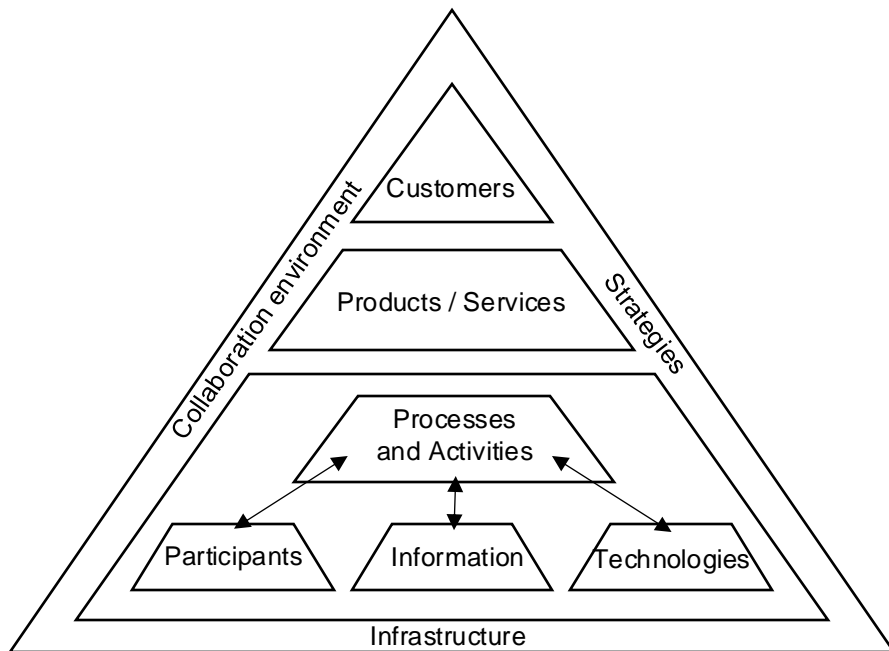 Customers
Collaboration environment
Products / Services
Strategies
Processes
and Activities
Participants
Information
Technologies
Infrastructure